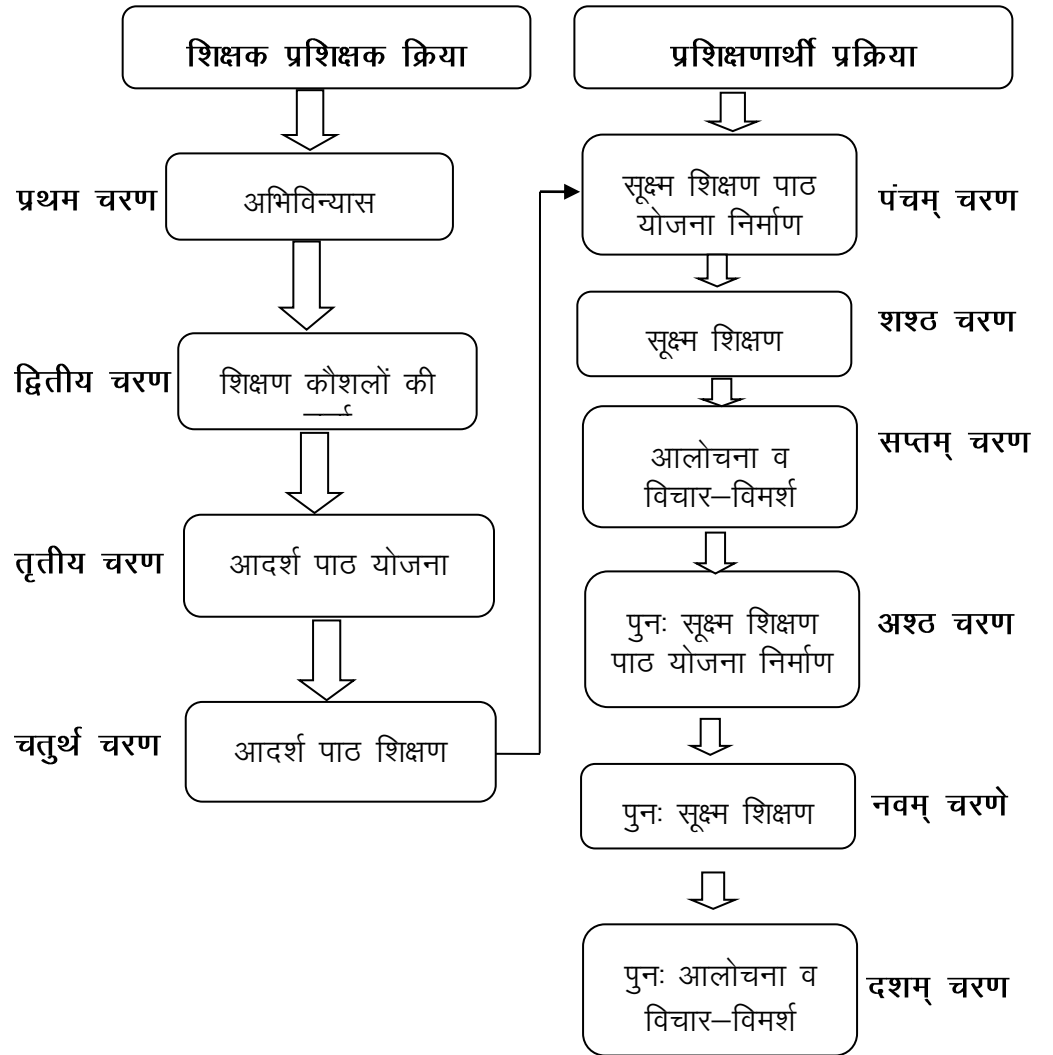 शिक्षक प्रशिक्षक क्रिया
प्रथम चरण
अभिविन्यास
द्वितीय चरण
शिक्षण कौशलों की
तृतीय चरण
आदर्श पाठ योजना
चतुर्थ चरण
आदर्श पाठ शिक्षण
प्रशिक्षणार्थी प्रक्रिया
सूक्ष्म शिक्षण पाठ
योजना निर्माण
पंचम् चरण
सूक्ष्म शिक्षण
शश्ठ चरण
आलोचना व
विचार–विमर्श
सप्तम् चरण
पुनः सूक्ष्म शिक्षण
पाठ योजना निर्माण
अश्ठ चरण
पुनः सूक्ष्म शिक्षण
नवम् चरणे
पुनः आलोचना व
विचार–विमर्श
दशम् चरण